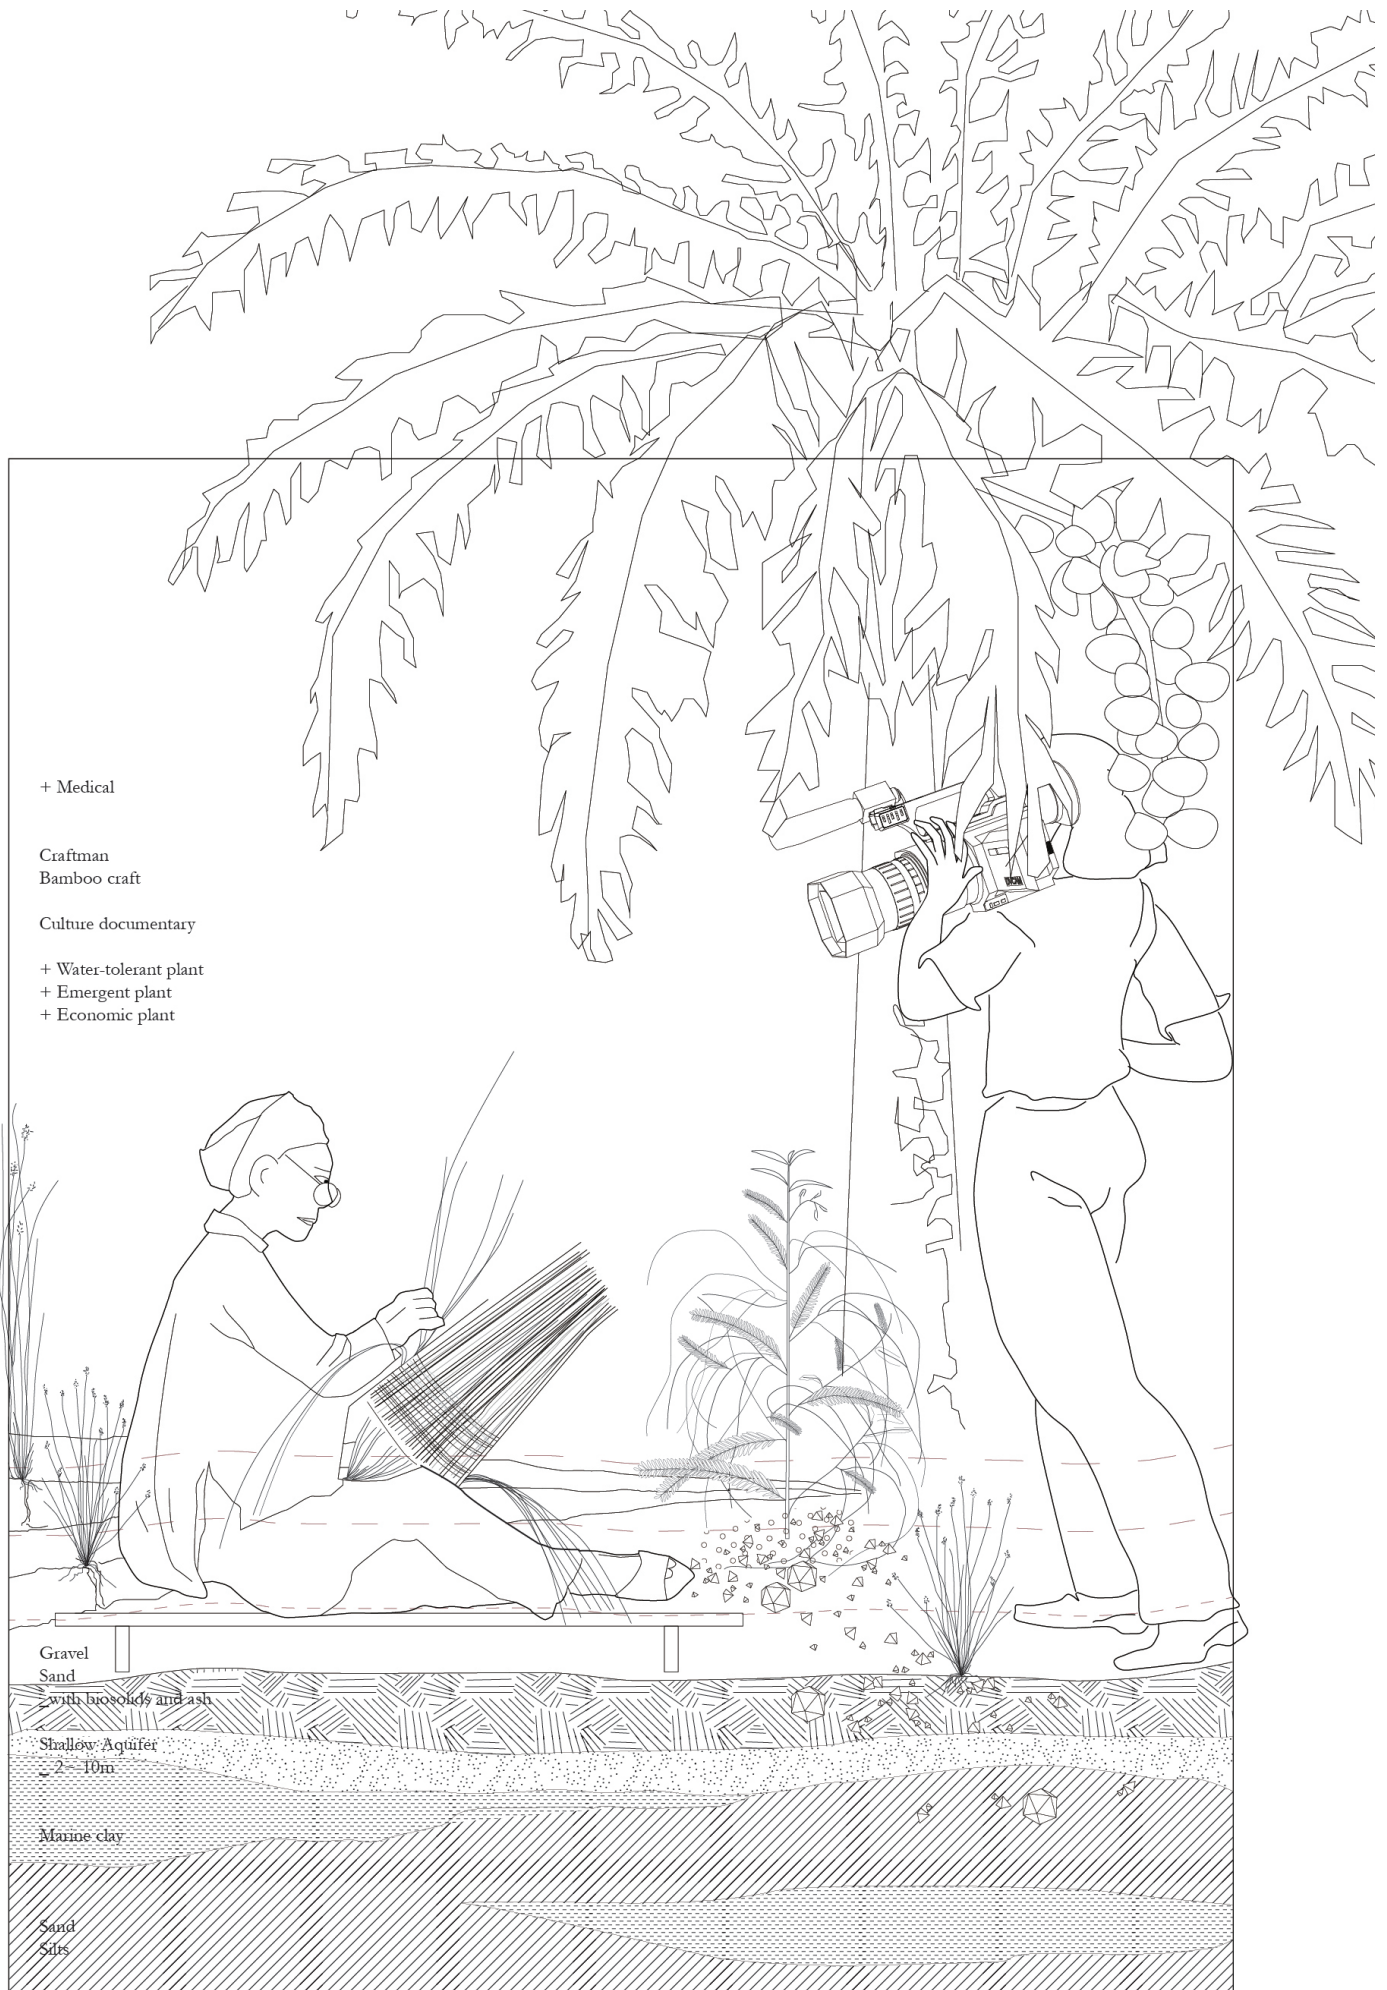 + Medical
Craftman
Bamboo craft
Culture documentary
+ Water-tolerant plant
+ Emergent plant
+ Economic plant
Gravel
Sand
_with biosolids and ash
Shallow Aquifer
_ 2~ 10m
Marine clay
Sand
Silts